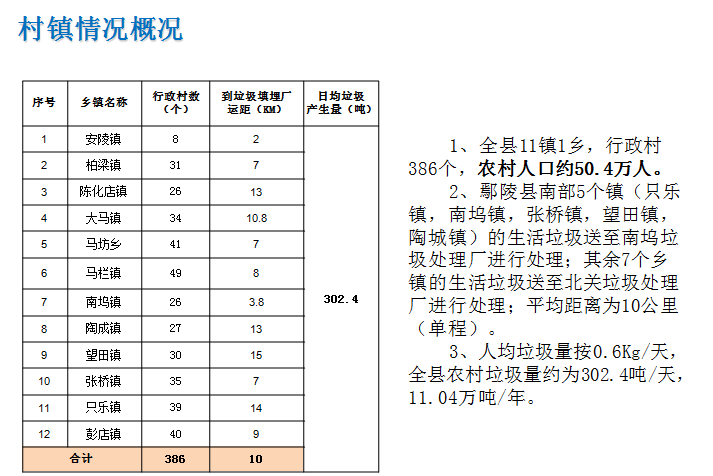 村镇情况概况
序号 乡镇名称 行政村数（个） 到垃圾填埋厂运距（KM） 日均垃圾产生量（吨）
1 安陵镇 8 2
2 柏梁镇 31 7
3 陈化店镇 26 13
4 大马镇 34 10.8
5 马坊乡 41 7
6 马栏镇 49 8
7 南坞镇 26 3.8 302.4
8 陶成镇 27 13
9 望田镇 30 15
10 张桥镇 35 7
11 只乐镇 39 14
12 彭店镇 40 9
合计 386 10
1、全县11镇1乡，行政村
386个，农村人口约50.4万人。
2、鄢陵县南部5个镇（只乐
镇，南坞镇，张桥镇，望田镇，
陶城镇）的生活垃圾送至南坞垃
圾处理厂进行处理；其余7个乡
镇的生活垃圾送至北关垃圾处理
厂进行处理；平均距离为10公里
（单程）。
3、人均垃圾量按0.6Kg/天，
全县农村垃圾量约为302.4吨/天，
11.04万吨/年。